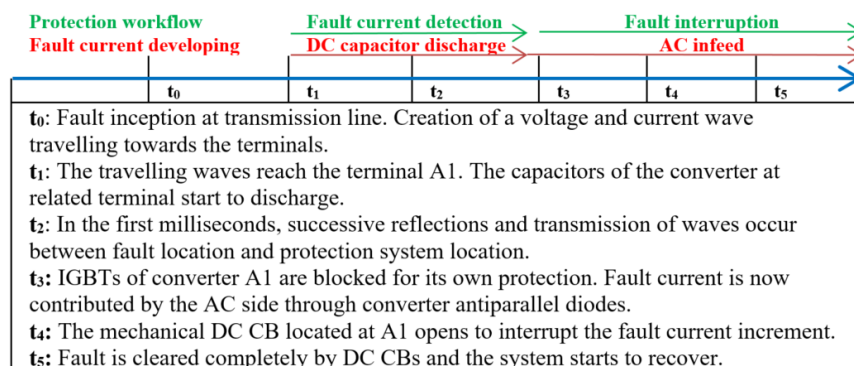 Protection workflow Fault current detection Fault interruption
Fault current developing DC capacitor discharge AC infeed
t₀ t₁ t₂ t₃ t₄ t₅
t₀: Fault inception at transmission line. Creation of a voltage and current wave
travelling towards the terminals.
t₁: The travelling waves reach the terminal A1. The capacitors of the converter at
related terminal start to discharge.
t₂: In the first milliseconds, successive reflections and transmission of waves occur
between fault location and protection system location.
t₃: IGBTs of converter A1 are blocked for its own protection. Fault current is now
contributed by the AC side through converter antiparallel diodes.
t₄: The mechanical DC CB located at A1 opens to interrupt the fault current increment.
t₅: Fault is cleared completely by DC CBs and the system starts to recover.